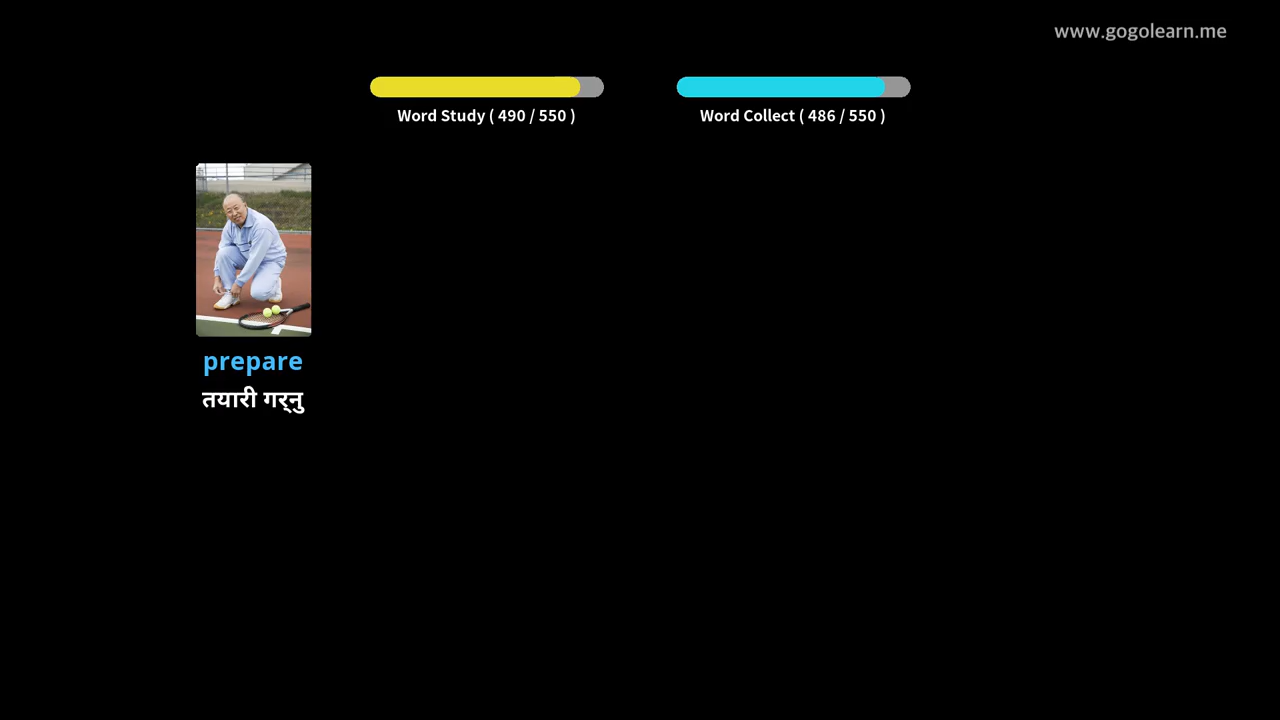 www.gogolearn.me
Word Study ( 490 / 550 )
Word Collect ( 486 / 550 )
prepare
तयारी गर्नु